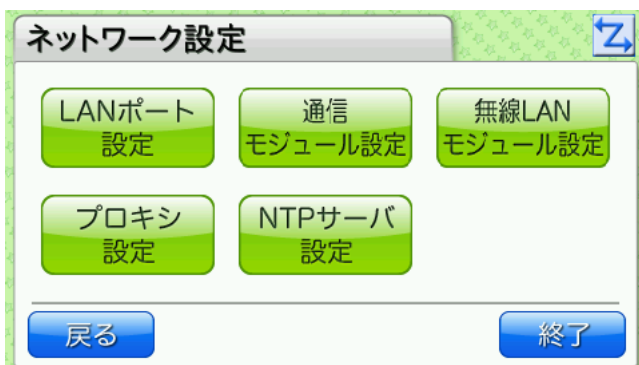 ネットワーク設定
LANポート
設定
通信
モジュール設定
無線LAN
モジュール設定
プロキシ
設定
NTPサーバ
設定
戻る
終了